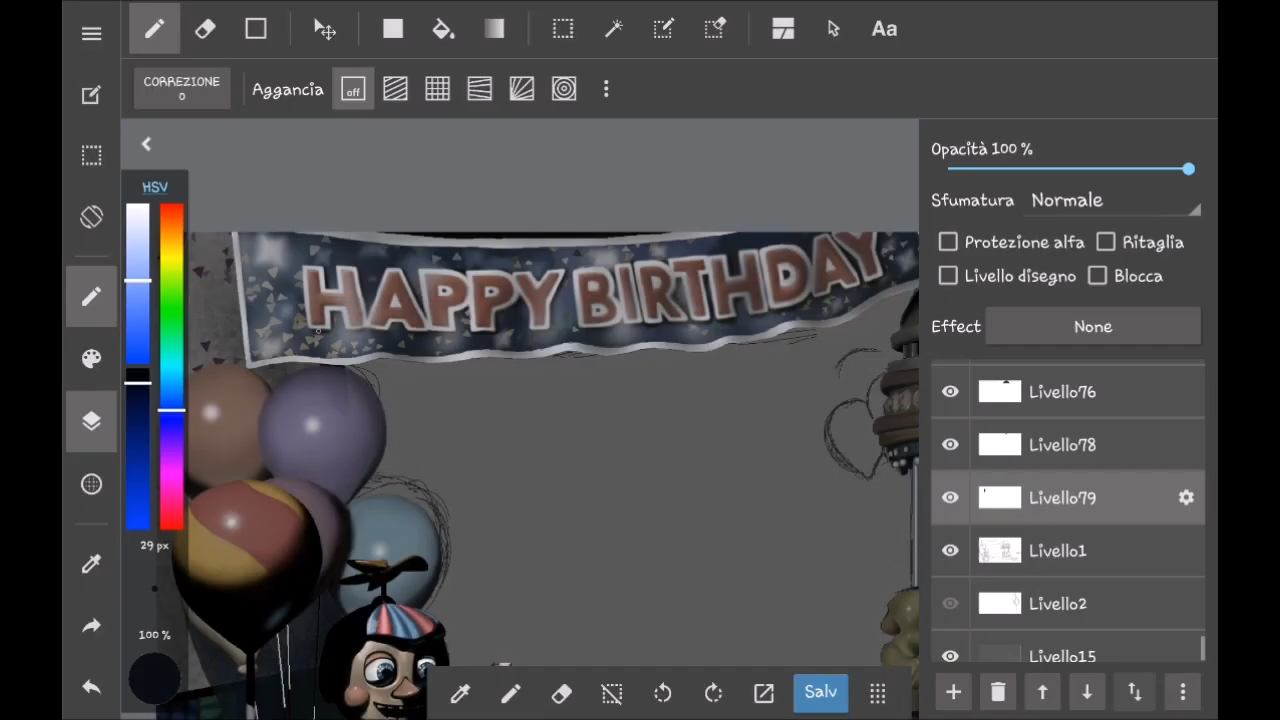 Aa
CORREZIONE
0
Aggancia
off
HSV
HAPPY BIRTHDAY
29 px
100 %
Salv
Opacità 100 %
Sfumatura Normale
Protezione alfa Ritaglia
Livello disegno Blocca
Effect None
Livello76
Livello78
Livello79
Livello1
Livello2
Livello15